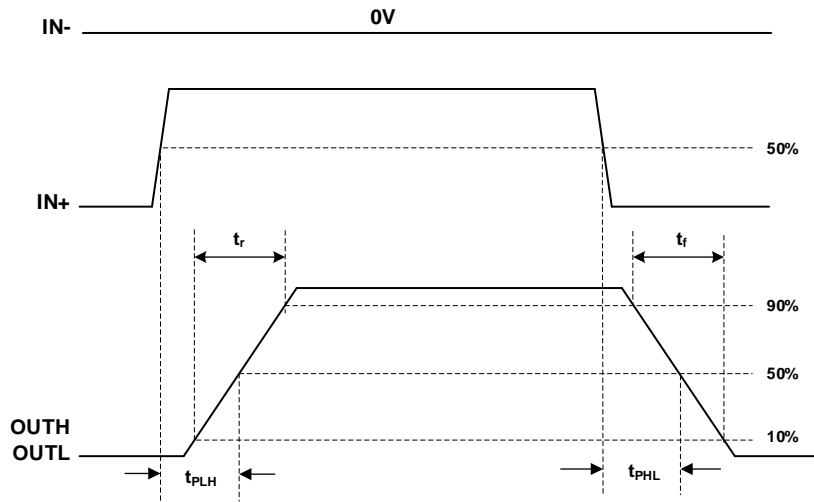 0V
IN-
50%
IN+
tr
tf
90%
50%
10%
OUTH
OUTL
tPLH
tPHL